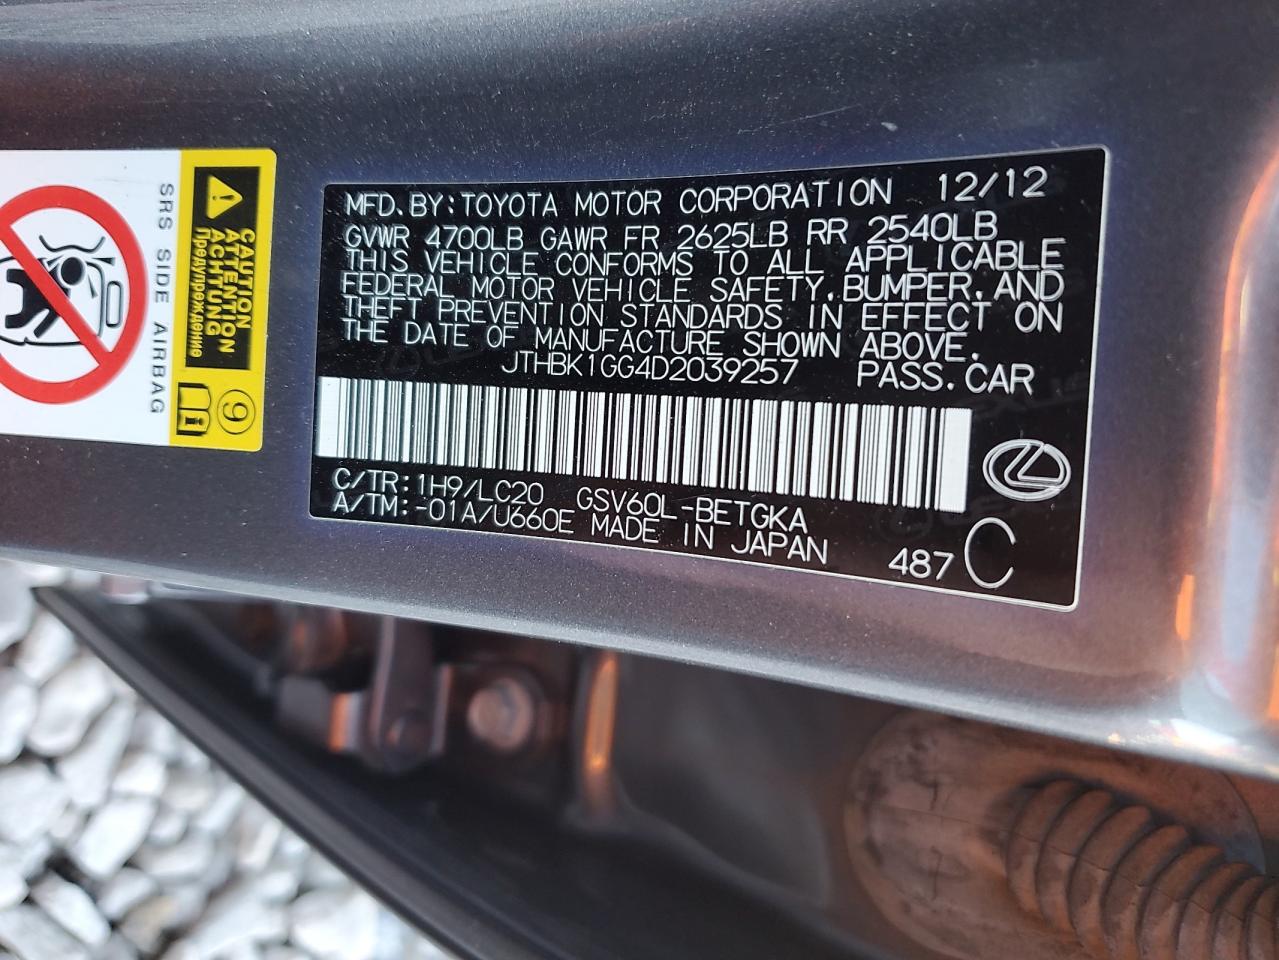 MFD.BY:TOYOTA MOTOR CORPORATION 12/12
GVWR 4700LB GAWR FR 2625LB RR 2540LB
THIS VEHICLE CONFORMS TO ALL APPLICABLE
FEDERAL MOTOR VEHICLE SAFETY,BUMPER,AND
THEFT PREVENTION STANDARDS IN EFFECT ON
THE DATE OF MANUFACTURE SHOWN ABOVE.
JTHBK1GG4D2039257 PASS.CAR
C/TR:1H9/LC20 GSV60L-BETGKA
A/TM:-01A/U660E MADE IN JAPAN 487 C
CAUTION
ATTENTION
ACHTUNG
Предупреждение
9
SRS SIDE AIRBAG